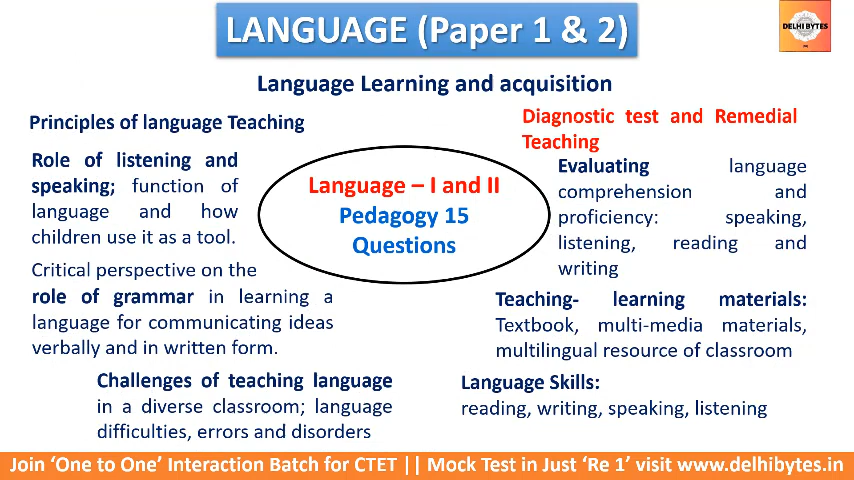 LANGUAGE (Paper 1 & 2)
DELHI BYTES
Language Learning and acquisition
Principles of language Teaching
Role of listening and
speaking; function of
language and how
children use it as a tool.
Critical perspective on the
role of grammar in learning a
language for communicating ideas
verbally and in written form.
Challenges of teaching language
in a diverse classroom; language
difficulties, errors and disorders
Language – I and II
Pedagogy 15
Questions
Diagnostic test and Remedial
Teaching
Evaluating language
comprehension and
proficiency: speaking,
listening, reading and
writing
Teaching- learning materials:
Textbook, multi-media materials,
multilingual resource of classroom
Language Skills:
reading, writing, speaking, listening
Join ‘One to One’ Interaction Batch for CTET || Mock Test in Just ‘Re 1’ visit www.delhibytes.in